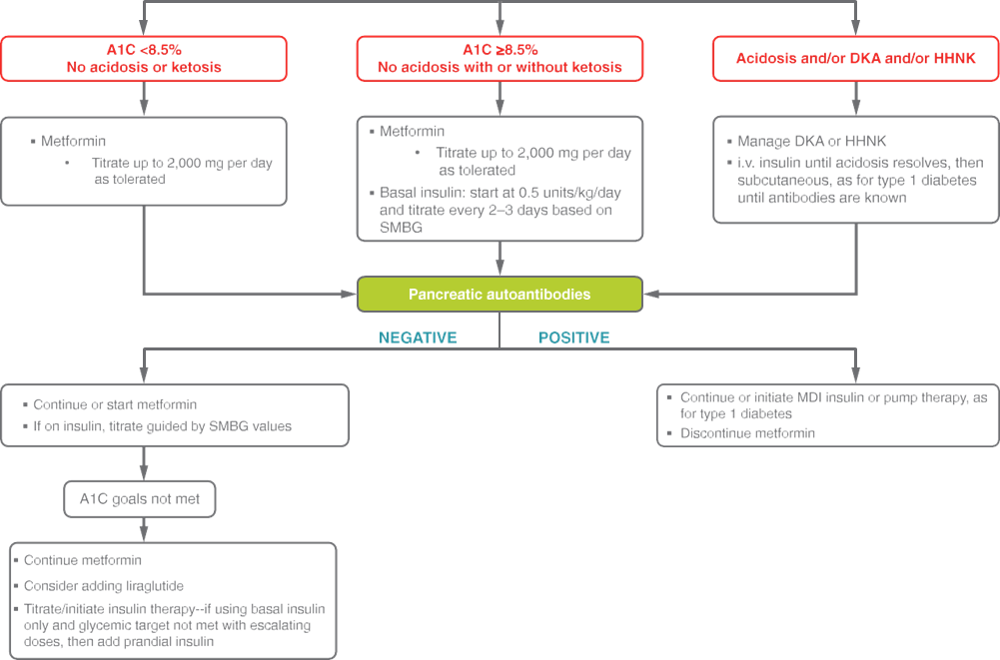 A1C <8.5%
No acidosis or ketosis
A1C ≥8.5%
No acidosis with or without ketosis
Acidosis and/or DKA and/or HHNK
▪ Metformin
• Titrate up to 2,000 mg per day
as tolerated
▪ Metformin
• Titrate up to 2,000 mg per day
as tolerated
▪ Basal insulin: start at 0.5 units/kg/day
and titrate every 2–3 days based on
SMBG
▪ Manage DKA or HHNK
▪ i.v. insulin until acidosis resolves, then
subcutaneous, as for type 1 diabetes
until antibodies are known
Pancreatic autoantibodies
NEGATIVE
POSITIVE
▪ Continue or start metformin
▪ If on insulin, titrate guided by SMBG values
▪ Continue or initiate MDI insulin or pump therapy, as
for type 1 diabetes
▪ Discontinue metformin
A1C goals not met
▪ Continue metformin
▪ Consider adding liraglutide
▪ Titrate/initiate insulin therapy--if using basal insulin
only and glycemic target not met with escalating
doses, then add prandial insulin